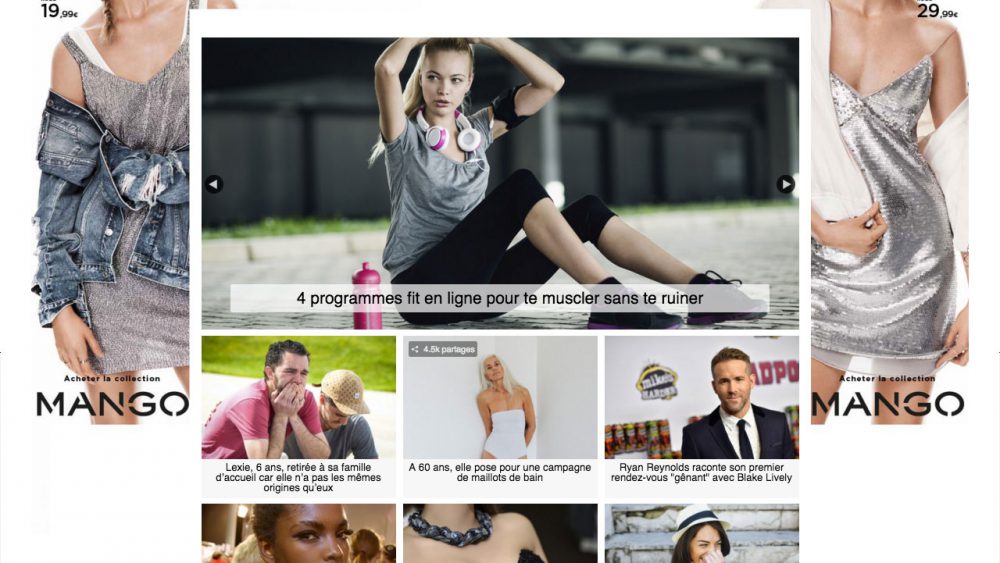 19,99€
29,99€
4 programmes fit en ligne pour te muscler sans te ruiner
4.5k partages
Acheter la collection
MANGO
Acheter la collection
MANGO
DPO
Lexie, 6 ans, retirée à sa famille
d'accueil car elle n'a pas les mêmes
origines qu'eux
A 60 ans, elle pose pour une campagne
de maillots de bain
Ryan Reynolds raconte son premier
rendez-vous "gênant" avec Blake Lively